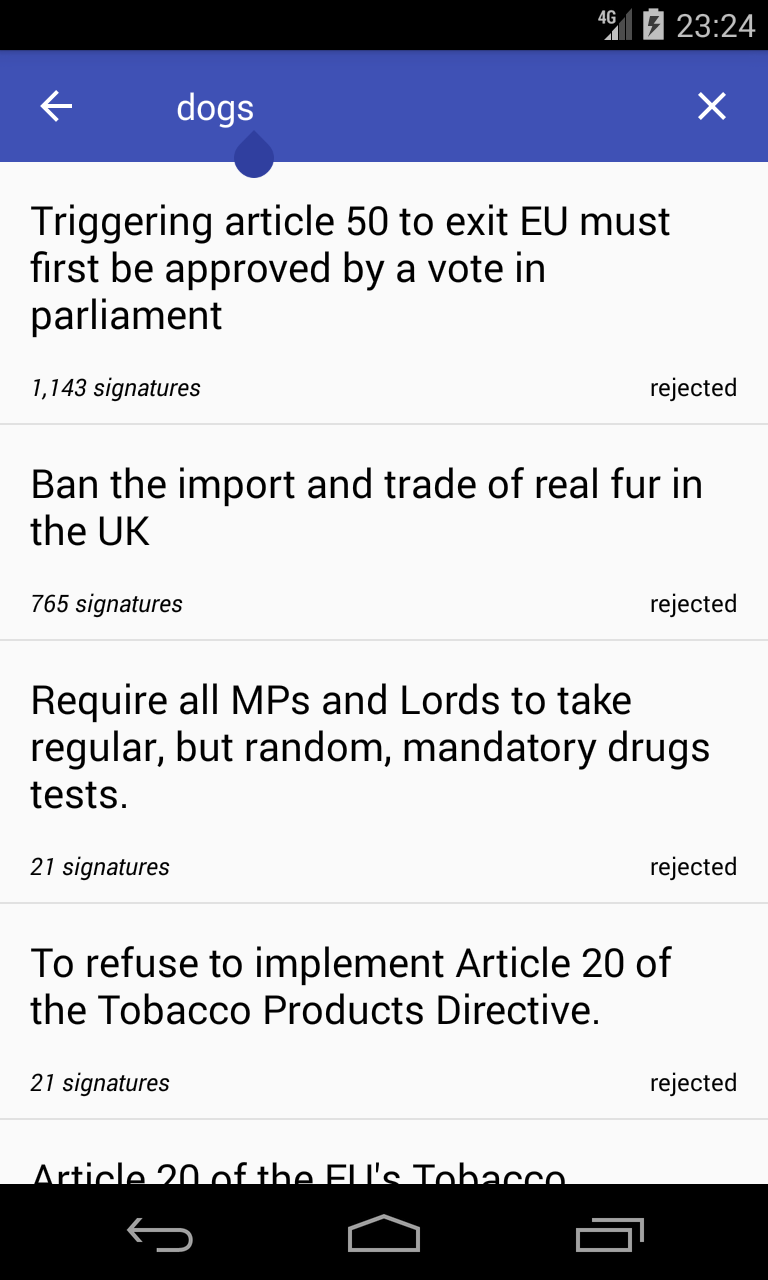 4G 23:24
dogs
Triggering article 50 to exit EU must
first be approved by a vote in
parliament
1,143 signatures rejected
Ban the import and trade of real fur in
the UK
765 signatures rejected
Require all MPs and Lords to take
regular, but random, mandatory drugs
tests.
21 signatures rejected
To refuse to implement Article 20 of
the Tobacco Products Directive.
21 signatures rejected
Article 20 of the EU's Tobacco